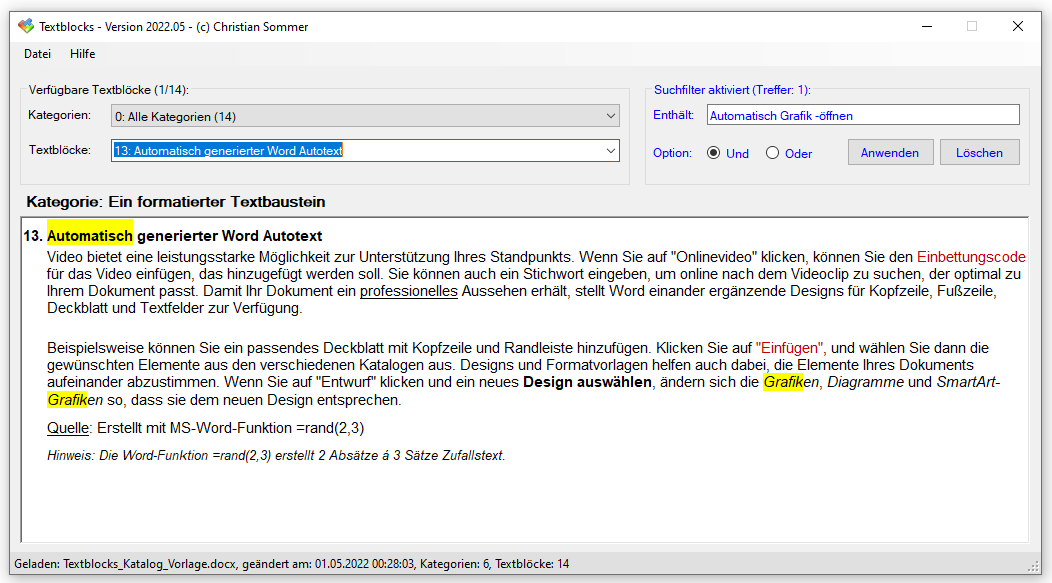 Textblocks - Version 2022.05 - (c) Christian Sommer
Datei Hilfe
Verfügbare Textblöcke (1/14):
Kategorien: 0: Alle Kategorien (14)
Textblöcke: 13: Automatisch generierter Word Autotext
Suchfilter aktiviert (Treffer: 1):
Enthält: Automatisch Grafik -öffnen
Option: Und Oder Anwenden Löschen
Kategorie: Ein formatierter Textbaustein
13. Automatisch generierter Word Autotext
Video bietet eine leistungsstarke Möglichkeit zur Unterstützung Ihres Standpunkts. Wenn Sie auf "Onlinevideo" klicken, können Sie den Einbettungscode
für das Video einfügen, das hinzugefügt werden soll. Sie können auch ein Stichwort eingeben, um online nach dem Videoclip zu suchen, der optimal zu
Ihrem Dokument passt. Damit Ihr Dokument ein professionelles Aussehen erhält, stellt Word einander ergänzende Designs für Kopfzeile, Fußzeile,
Deckblatt und Textfelder zur Verfügung.
Beispielsweise können Sie ein passendes Deckblatt mit Kopfzeile und Randleiste hinzufügen. Klicken Sie auf "Einfügen", und wählen Sie dann die
gewünschten Elemente aus den verschiedenen Katalogen aus. Designs und Formatvorlagen helfen auch dabei, die Elemente Ihres Dokuments
aufeinander abzustimmen. Wenn Sie auf "Entwurf" klicken und ein neues Design auswählen, ändern sich die Grafiken, Diagramme und SmartArt-
Grafiken so, dass sie dem neuen Design entsprechen.
Quelle: Erstellt mit MS-Word-Funktion =rand(2,3)
Hinweis: Die Word-Funktion =rand(2,3) erstellt 2 Absätze á 3 Sätze Zufallstext.
Geladen: Textblocks_Katalog_Vorlage.docx, geändert am: 01.05.2022 00:28:03, Kategorien: 6, Textblöcke: 14